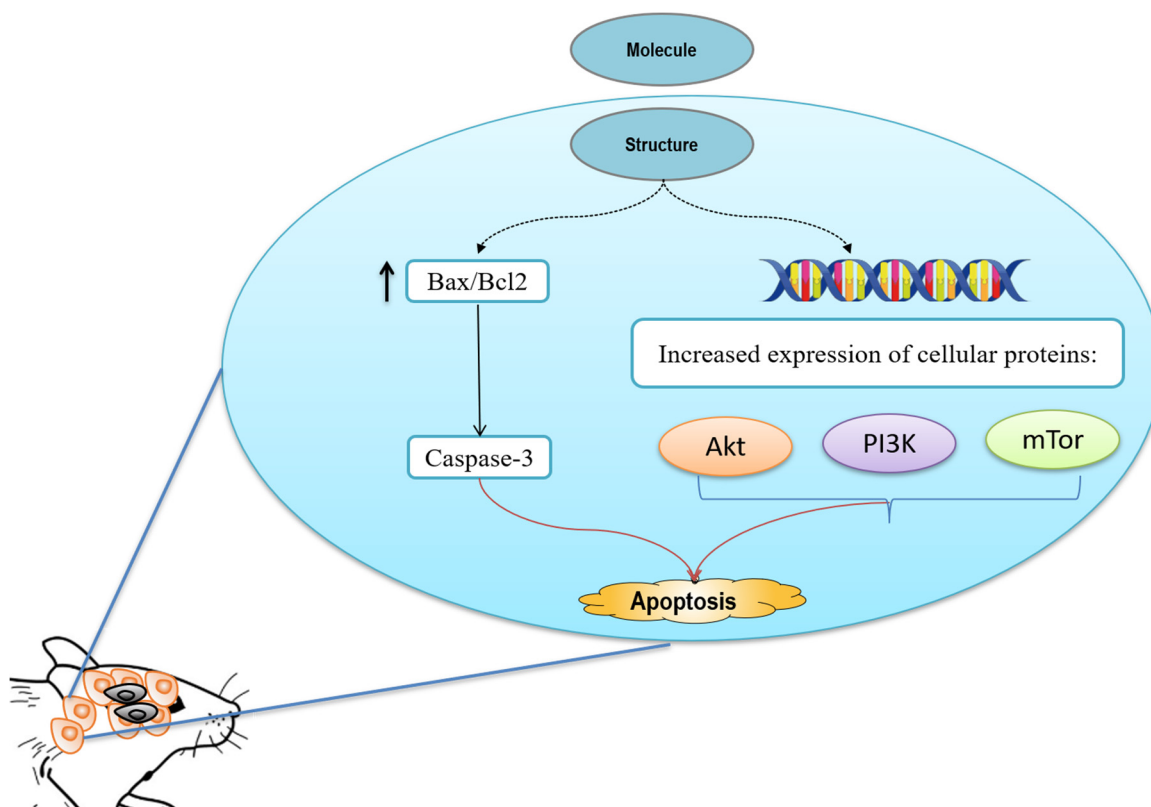 Molecule
Structure
Bax/Bcl2
Increased expression of cellular proteins:
Akt
PI3K
mTor
Caspase-3
Apoptosis